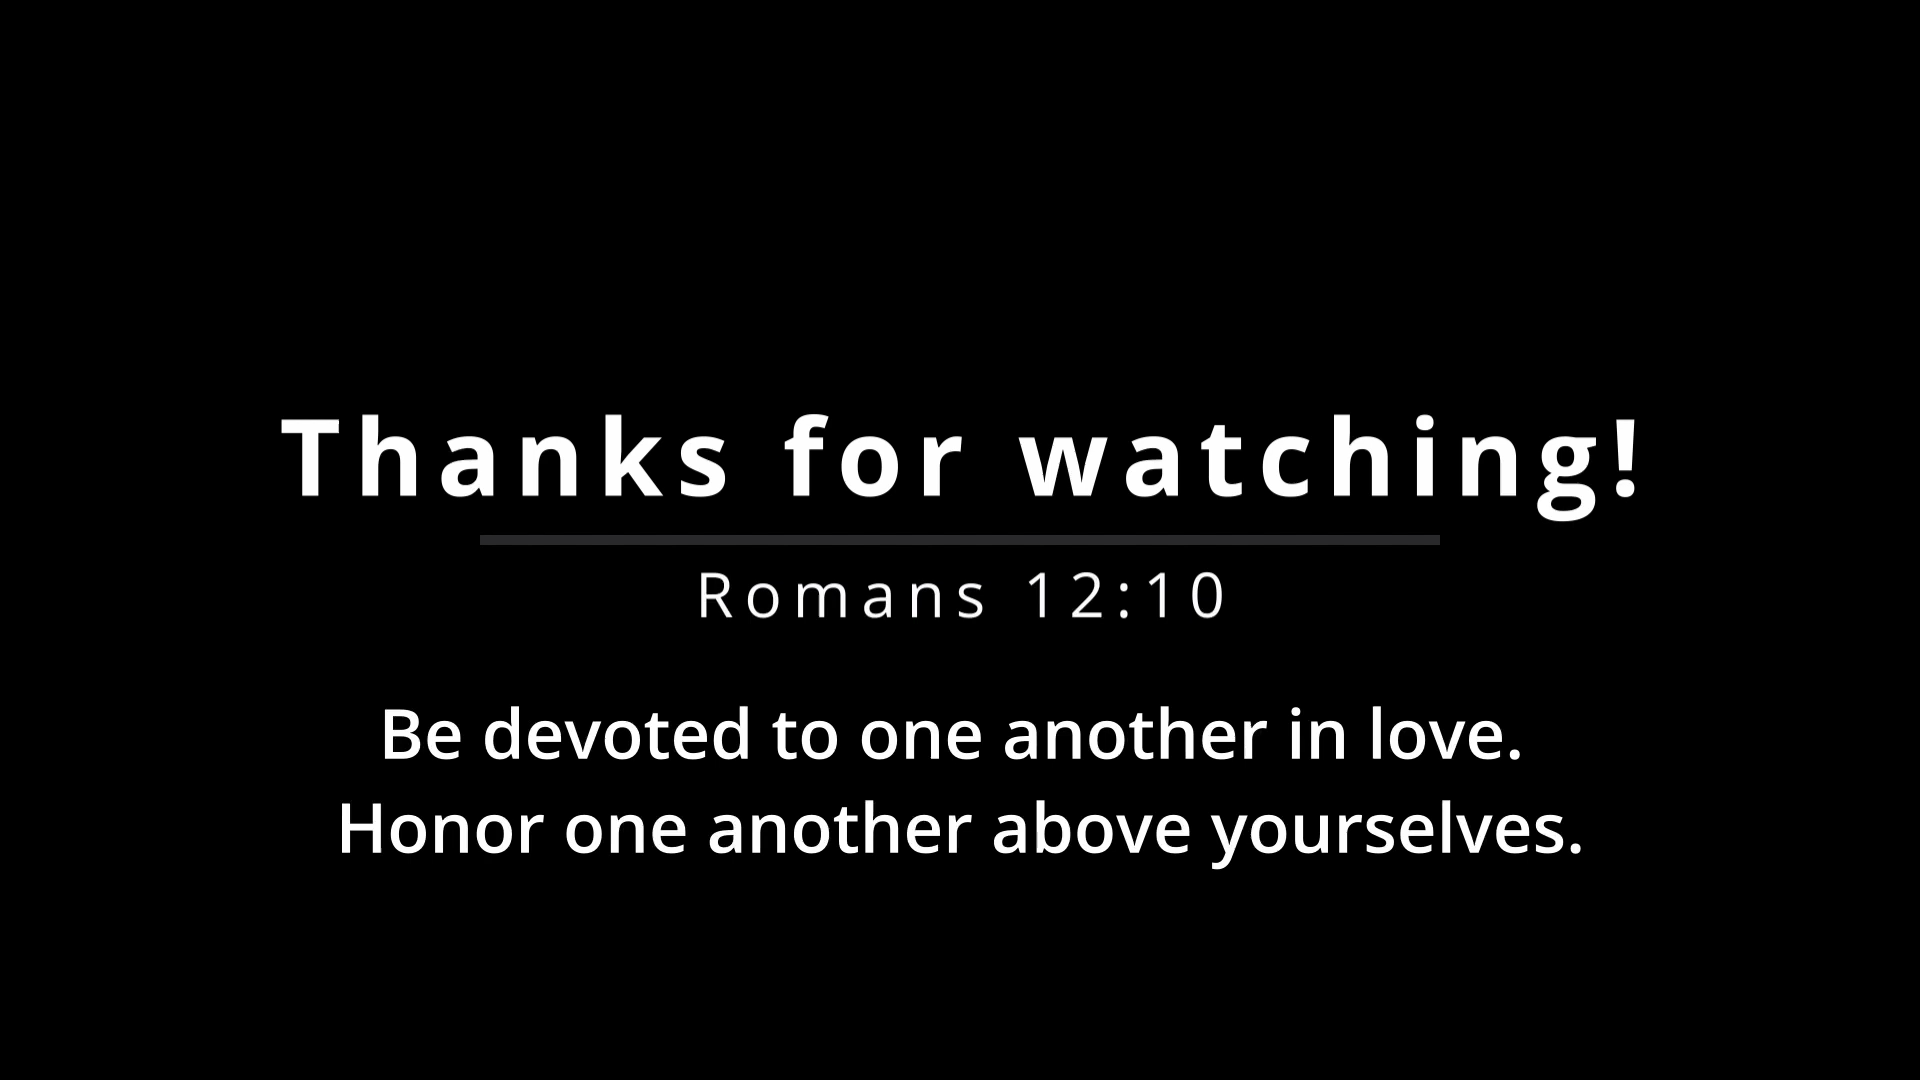 Thanks for watching!
Romans 12:10
Be devoted to one another in love.
Honor one another above yourselves.